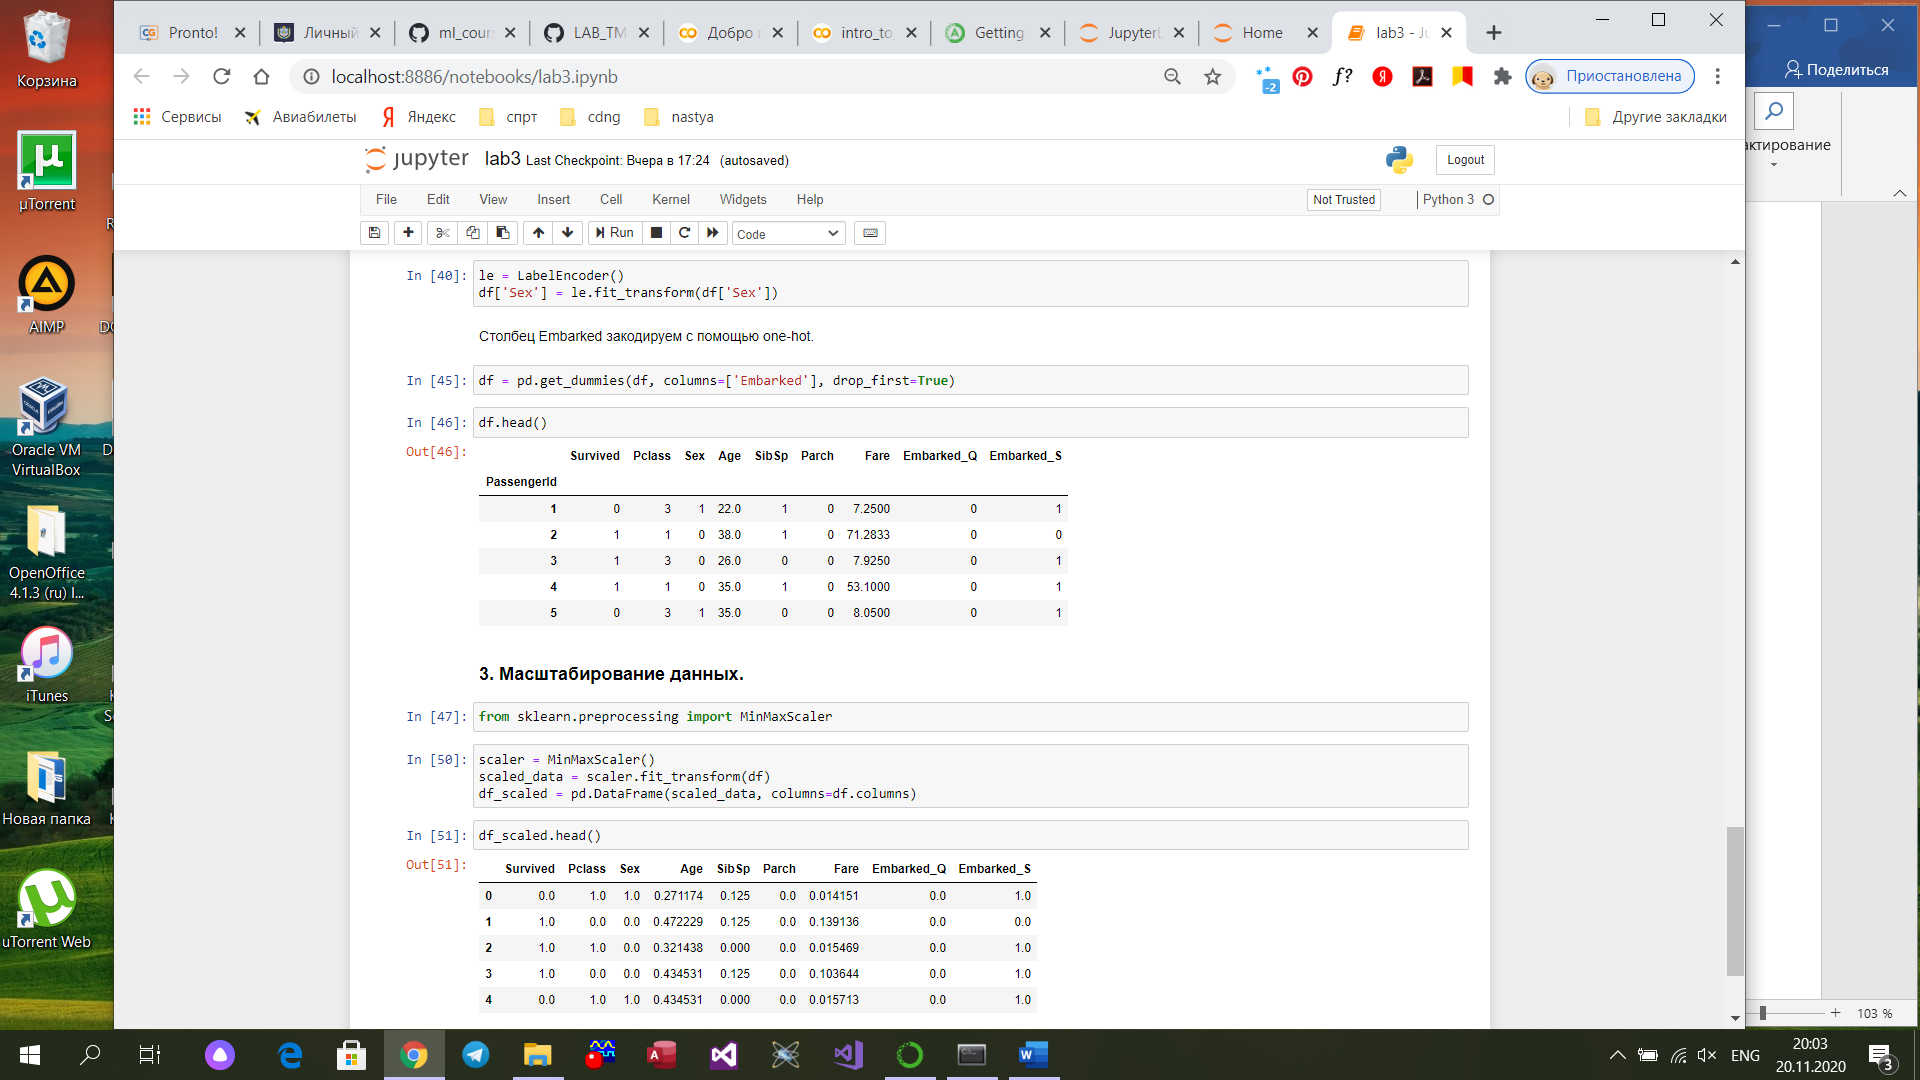 Pronto!
Личный
ml_cour
LAB_TM
Добро
intro_to
Getting
JupyterL
Home
lab3 - Ju
localhost:8886/notebooks/lab3.ipynb
-2
f?
Приостановлена
Сервисы
Авиабилеты
Яндекс
спрт
cdng
nastya
Другие закладки
jupyter lab3 Last Checkpoint: Вчера в 17:24 (autosaved)
Logout
File Edit View Insert Cell Kernel Widgets Help
Not Trusted
Python 3
Run
Code
In [40]: le = LabelEncoder()
df['Sex'] = le.fit_transform(df['Sex'])
Столбец Embarked закодируем с помощью one-hot.
In [45]: df = pd.get_dummies(df, columns=['Embarked'], drop_first=True)
In [46]: df.head()
Out[46]:
Survived Pclass Sex Age SibSp Parch Fare Embarked_Q Embarked_S
PassengerId
1 0 3 1 22.0 1 0 7.2500 0 1
2 1 1 0 38.0 1 0 71.2833 0 0
3 1 3 0 26.0 0 0 7.9250 0 1
4 1 1 0 35.0 1 0 53.1000 0 1
5 0 3 1 35.0 0 0 8.0500 0 1
3. Масштабирование данных.
In [47]: from sklearn.preprocessing import MinMaxScaler
In [50]: scaler = MinMaxScaler()
scaled_data = scaler.fit_transform(df)
df_scaled = pd.DataFrame(scaled_data, columns=df.columns)
In [51]: df_scaled.head()
Out[51]:
Survived Pclass Sex Age SibSp Parch Fare Embarked_Q Embarked_S
0 0.0 1.0 1.0 0.271174 0.125 0.0 0.014151 0.0 1.0
1 1.0 0.0 0.0 0.472229 0.125 0.0 0.139136 0.0 0.0
2 1.0 1.0 0.0 0.321438 0.000 0.0 0.015469 0.0 1.0
3 1.0 0.0 0.0 0.434531 0.125 0.0 0.103644 0.0 1.0
4 0.0 1.0 1.0 0.434531 0.000 0.0 0.015713 0.0 1.0
Корзина
µTorrent
AIMP
Oracle VM
VirtualBox
OpenOffice
4.1.3 (ru) I...
iTunes
Новая папка
uTorrent Web
Поделиться
актирование
103 %
ENG
20:03
20.11.2020
3